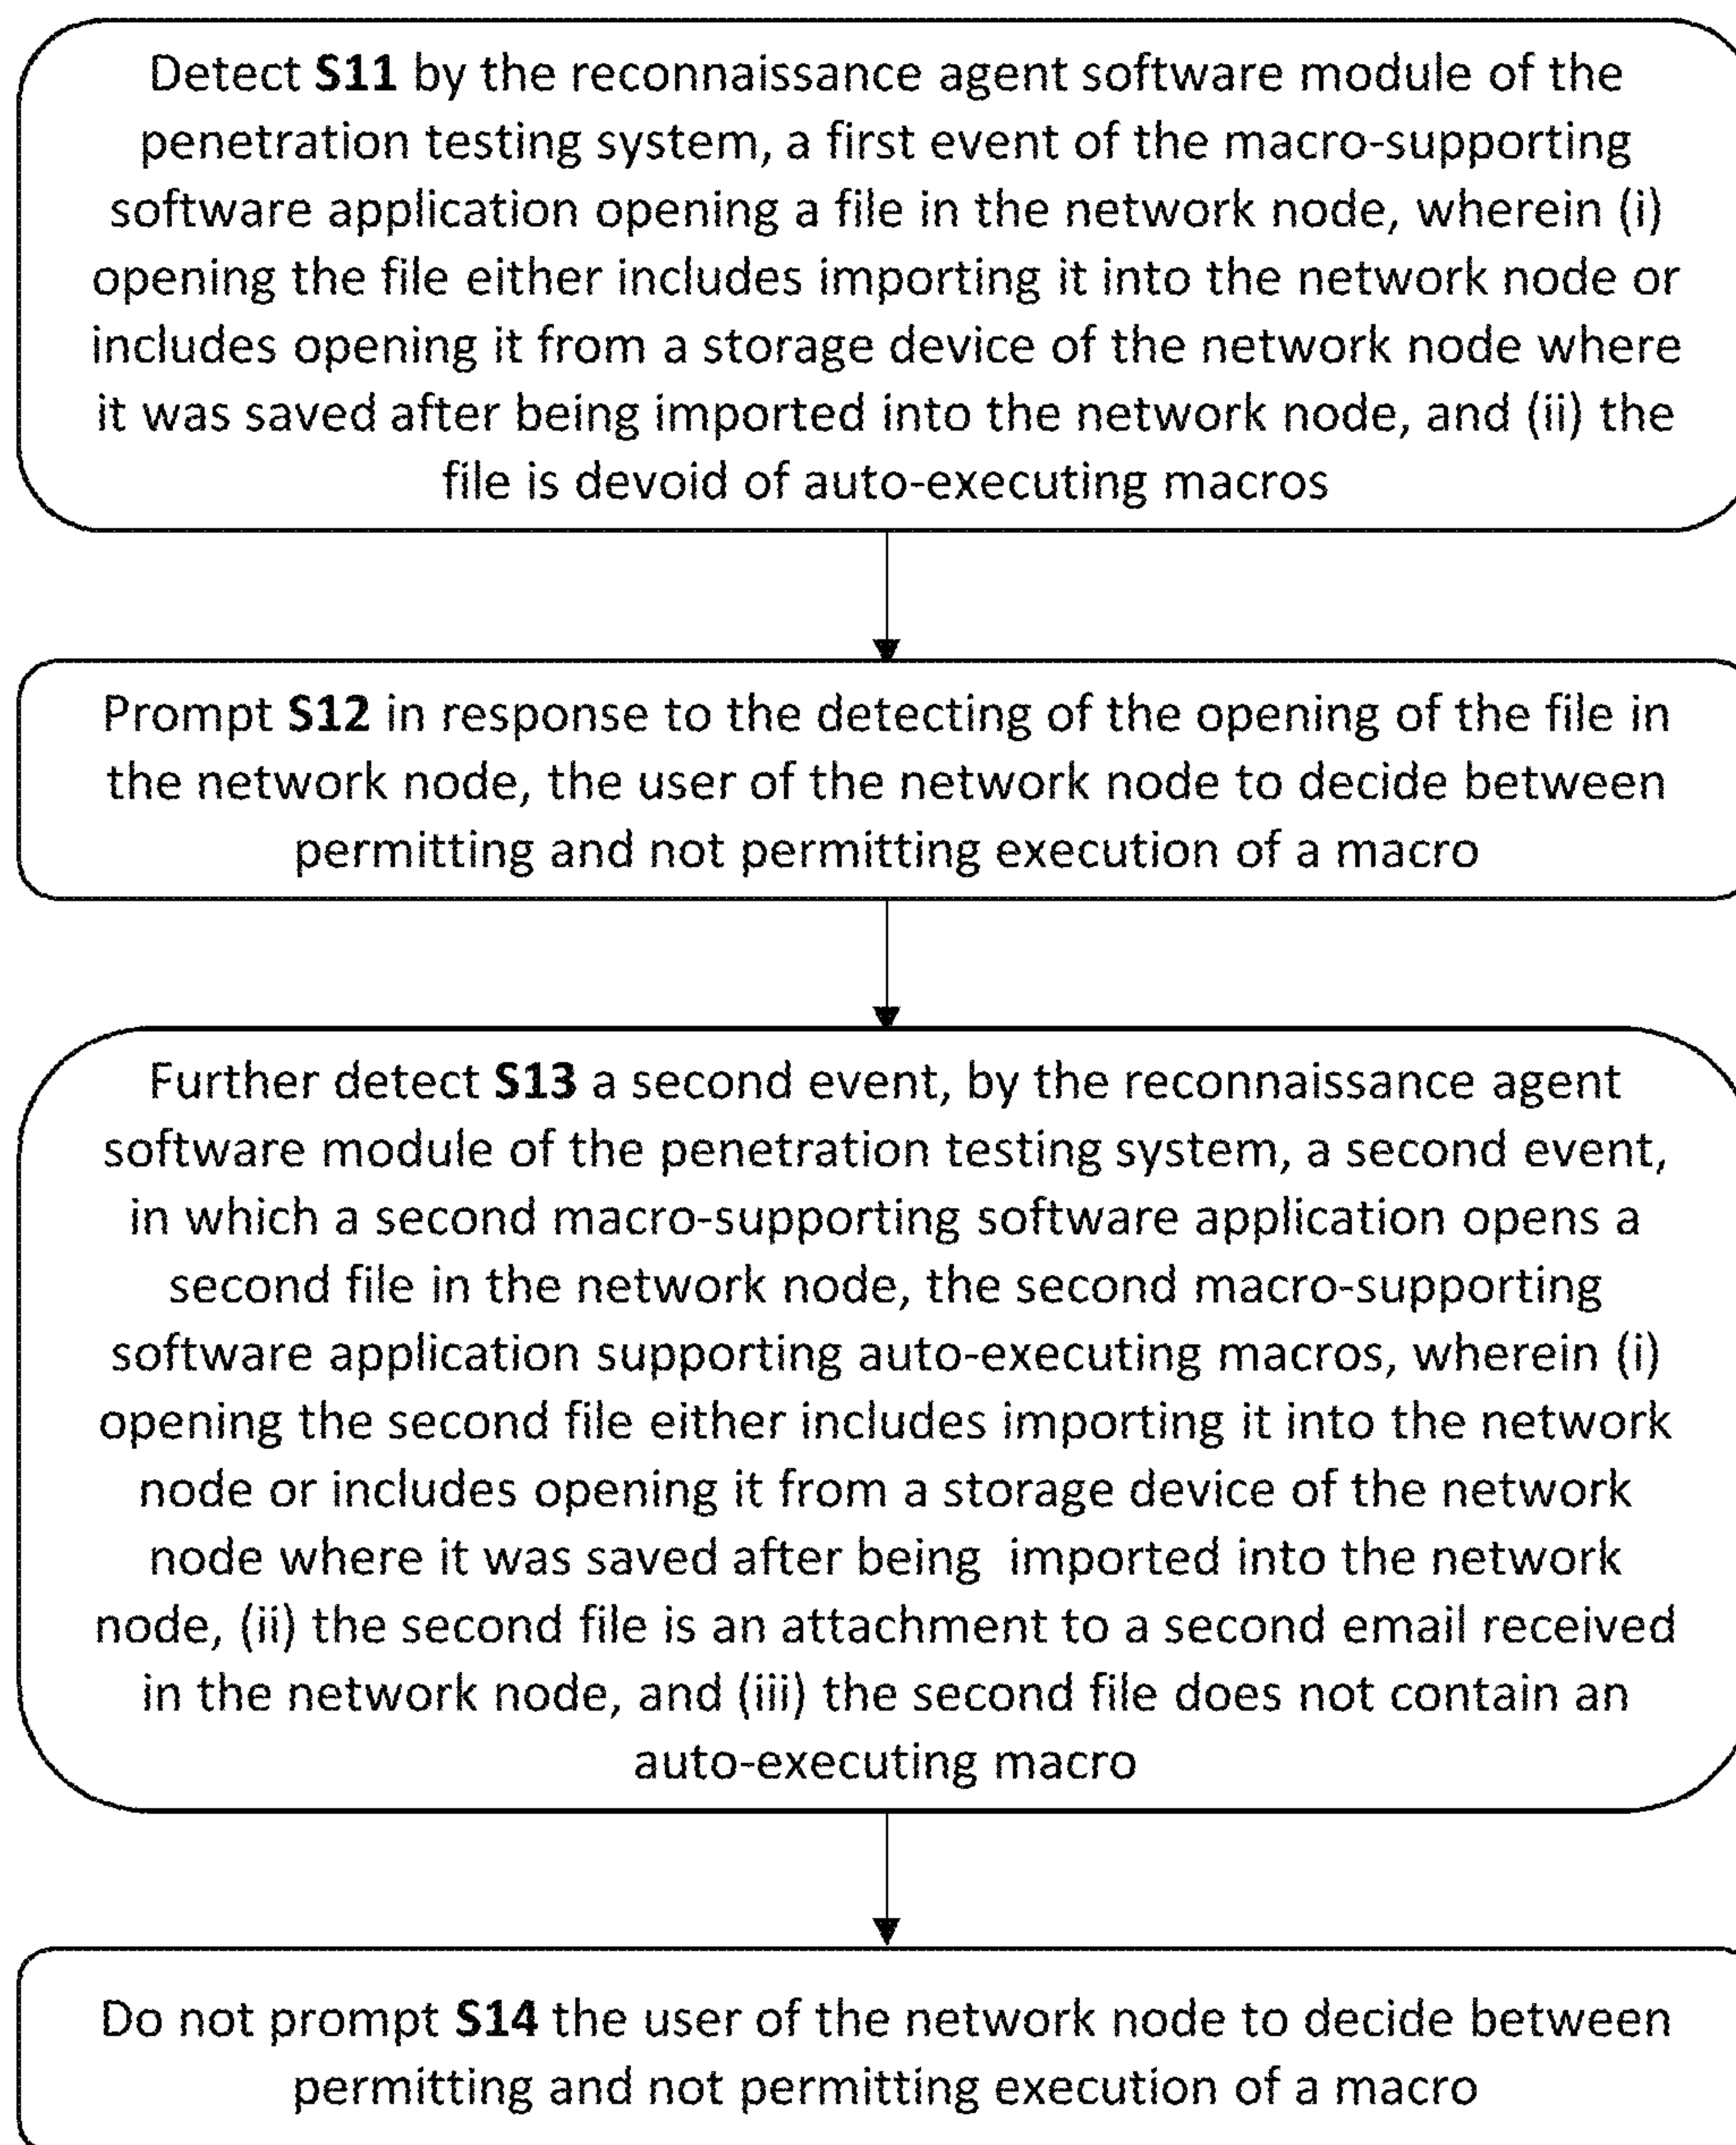 Detect S11 by the reconnaissance agent software module of the
penetration testing system, a first event of the macro-supporting
software application opening a file in the network node, wherein (i)
opening the file either includes importing it into the network node or
includes opening it from a storage device of the network node where
it was saved after being imported into the network node, and (ii) the
file is devoid of auto-executing macros
Prompt S12 in response to the detecting of the opening of the file in
the network node, the user of the network node to decide between
permitting and not permitting execution of a macro
Further detect S13 a second event, by the reconnaissance agent
software module of the penetration testing system, a second event,
in which a second macro-supporting software application opens a
second file in the network node, the second macro-supporting
software application supporting auto-executing macros, wherein (i)
opening the second file either includes importing it into the network
node or includes opening it from a storage device of the network
node where it was saved after being imported into the network
node, (ii) the second file is an attachment to a second email received
in the network node, and (iii) the second file does not contain an
auto-executing macro
Do not prompt S14 the user of the network node to decide between
permitting and not permitting execution of a macro